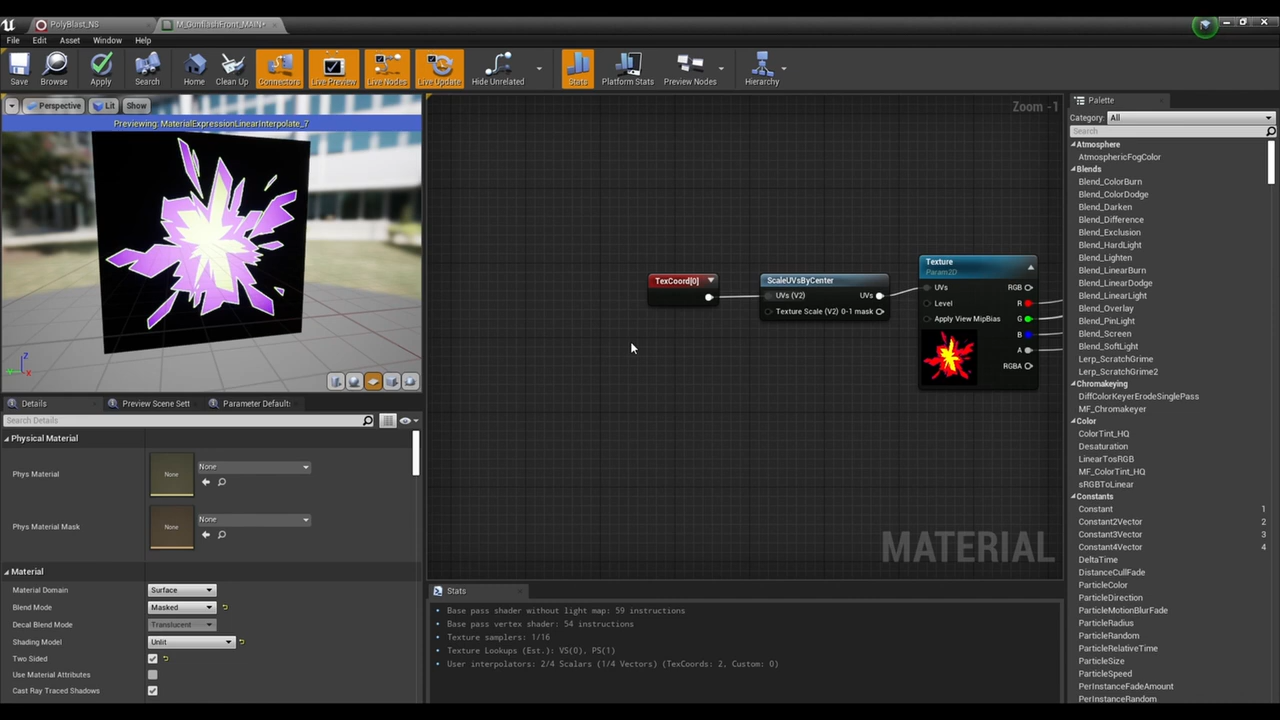 PolyBlast_NS
M_GunflashFront_MAIN*
File Edit Asset Window Help
Save Browse Apply Search Home Clean Up Connectors Live Preview Live Nodes Live Update Hide Unrelated Stats Platform Stats Preview Nodes Hierarchy
Perspective Lit Show
Previewing: MaterialExpressionLinearInterpolate_7
Z
X
Zoom -1
TexCoord[0]
ScaleUVsByCenter
UVs (V2) UVs
Texture Scale (V2) 0-1 mask
Texture
Param2D
UVs RGB
Level R
Apply View MipBias G
B
A
RGBA
MATERIAL
Details Preview Scene Sett Parameter Default:
Search Details
Physical Material
Phys Material None None
Phys Material Mask None None
Material
Material Domain Surface
Blend Mode Masked
Decal Blend Mode Translucent
Shading Model Unlit
Two Sided
Use Material Attributes
Cast Ray Traced Shadows
Stats
Base pass shader without light map: 59 instructions
Base pass vertex shader: 54 instructions
Texture samplers: 1/16
Texture Lookups (Est.): VS(0), PS(1)
User interpolators: 2/4 Scalars (1/4 Vectors) (TexCoords: 2, Custom: 0)
Palette
Category: All
Search
Atmosphere
AtmosphericFogColor
Blends
Blend_ColorBurn
Blend_ColorDodge
Blend_Darken
Blend_Difference
Blend_Exclusion
Blend_HardLight
Blend_Lighten
Blend_LinearBurn
Blend_LinearDodge
Blend_LinearLight
Blend_Overlay
Blend_PinLight
Blend_Screen
Blend_SoftLight
Lerp_ScratchGrime
Lerp_ScratchGrime2
Chromakeying
DiffColorKeyerErodeSinglePass
MF_Chromakeyer
Color
ColorTint_HQ
Desaturation
LinearTosRGB
MF_ColorTint_HQ
sRGBToLinear
Constants
Constant 1
Constant2Vector 2
Constant3Vector 3
Constant4Vector 4
DeltaTime
DistanceCullFade
ParticleColor
ParticleDirection
ParticleMotionBlurFade
ParticleRadius
ParticleRandom
ParticleRelativeTime
ParticleSize
ParticleSpeed
PerInstanceFadeAmount
PerInstanceRandom